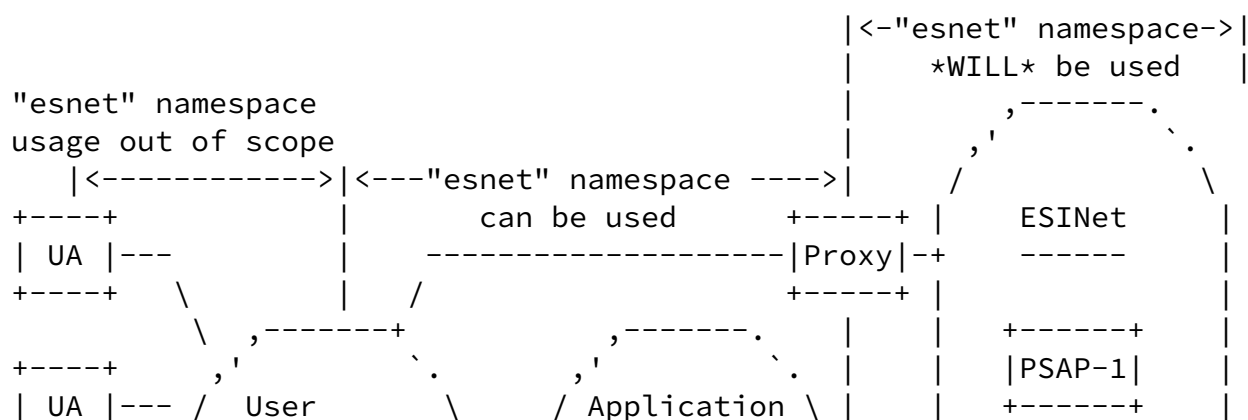 |<-"esnet" namespace->|
                                                |    *WILL* be used   |
"esnet" namespace                               |         ,-------.
usage out of scope                              |       ,'         `.
   |<------------>|<---"esnet" namespace ---->|      /             \
+----+            |       can be used      +-----+ |    ESINet     |
| UA |---         |    --------------------|Proxy|-+    ------     |
+----+   \        |   /                    +-----+ |               |
          \  ,-------+          ,-------.     |    |   +------+    |
+----+     ,'         `.      ,'         `.   |    |   |PSAP-1|    |
| UA |--- /  User       \    / Application \  |    |   +------+    |